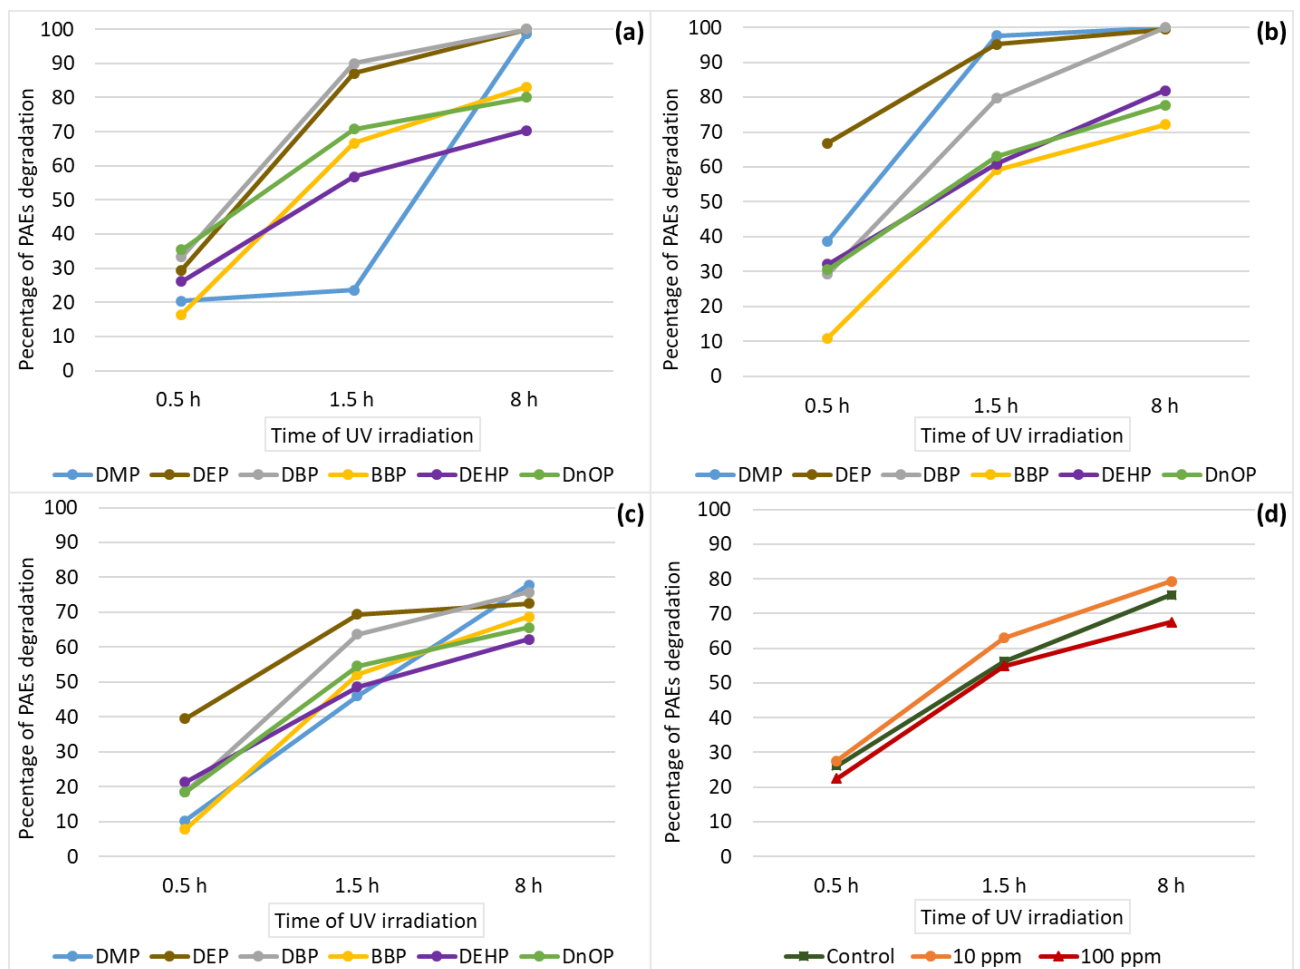 (a)
Pecentage of PAEs degradation
100
90
80
70
60
50
40
30
20
10
0
0.5 h 1.5 h 8 h
Time of UV irradiation
DMP DEP DBP BBP DEHP DnOP
(b)
Pecentage of PAEs degradation
100
90
80
70
60
50
40
30
20
10
0
0.5 h 1.5 h 8 h
Time of UV irradiation
DMP DEP DBP BBP DEHP DnOP
(c)
Pecentage of PAEs degradation
100
90
80
70
60
50
40
30
20
10
0
0.5 h 1.5 h 8 h
Time of UV irradiation
DMP DEP DBP BBP DEHP DnOP
(d)
Pecentage of PAEs degradation
100
90
80
70
60
50
40
30
20
10
0
0.5 h 1.5 h 8 h
Time of UV irradiation
Control 10 ppm 100 ppm